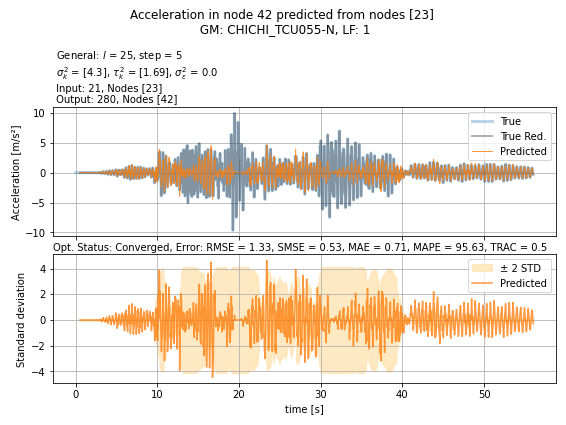 Acceleration in node 42 predicted from nodes [23]
GM: CHICHI_TCU055-N, LF: 1
General: l = 25, step = 5
σ²ₖ = [4.3], τ²ₖ = [1.69], σ²ₑ = 0.0
Input: 21, Nodes [23]
Output: 280, Nodes [42]
10
5
0
−5
−10
Acceleration [m/s²]
True
True Red.
Predicted
Opt. Status: Converged, Error: RMSE = 1.33, SMSE = 0.53, MAE = 0.71, MAPE = 95.63, TRAC = 0.5
4
2
0
−2
−4
Standard deviation
± 2 STD
Predicted
0 10 20 30 40 50
time [s]